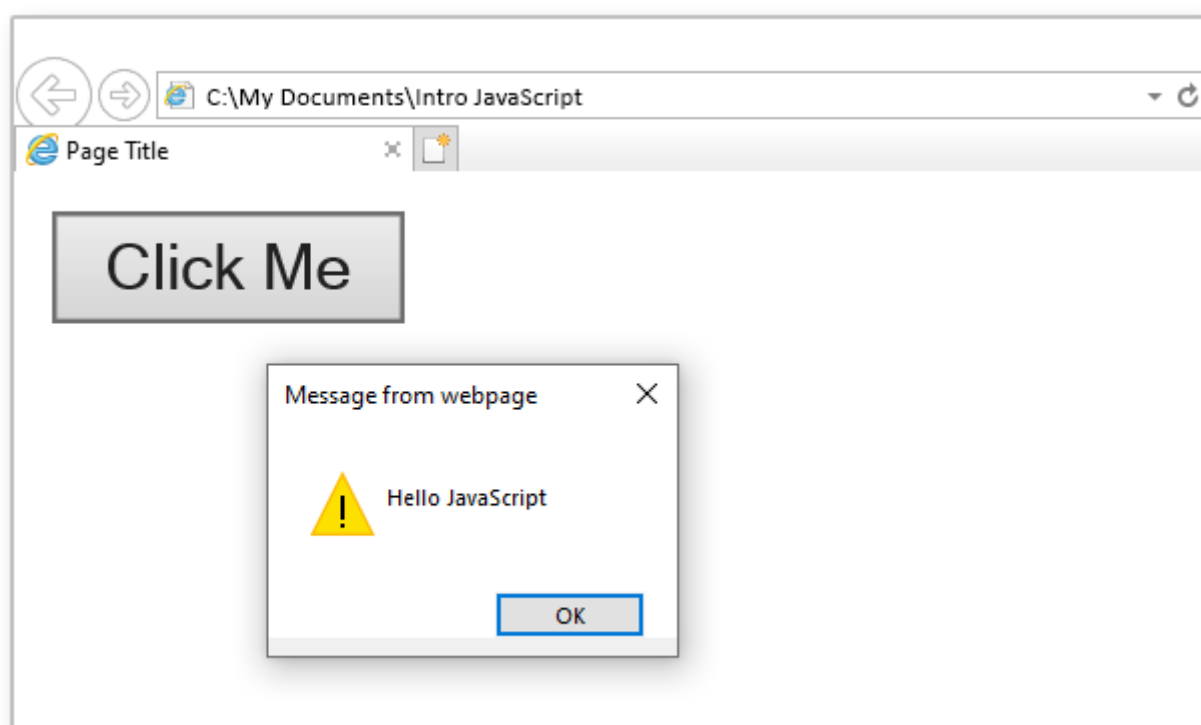 C:\My Documents\Intro JavaScript
Page Title
Click Me
Message from webpage
Hello JavaScript
OK